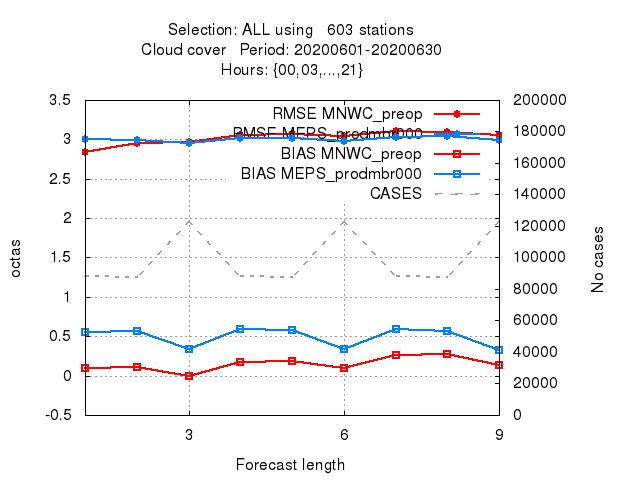 Selection: ALL using   603 stations
Cloud cover   Period: 20200601-20200630
Hours: {00,03,...,21}
3.5
3
2.5
2
1.5
1
0.5
0
-0.5
octas
RMSE MNWC_preop
RMSE MEPS_prodmbr000
BIAS MNWC_preop
BIAS MEPS_prodmbr000
CASES
200000
180000
160000
140000
120000
100000
80000
60000
40000
20000
0
No cases
3
6
9
Forecast length